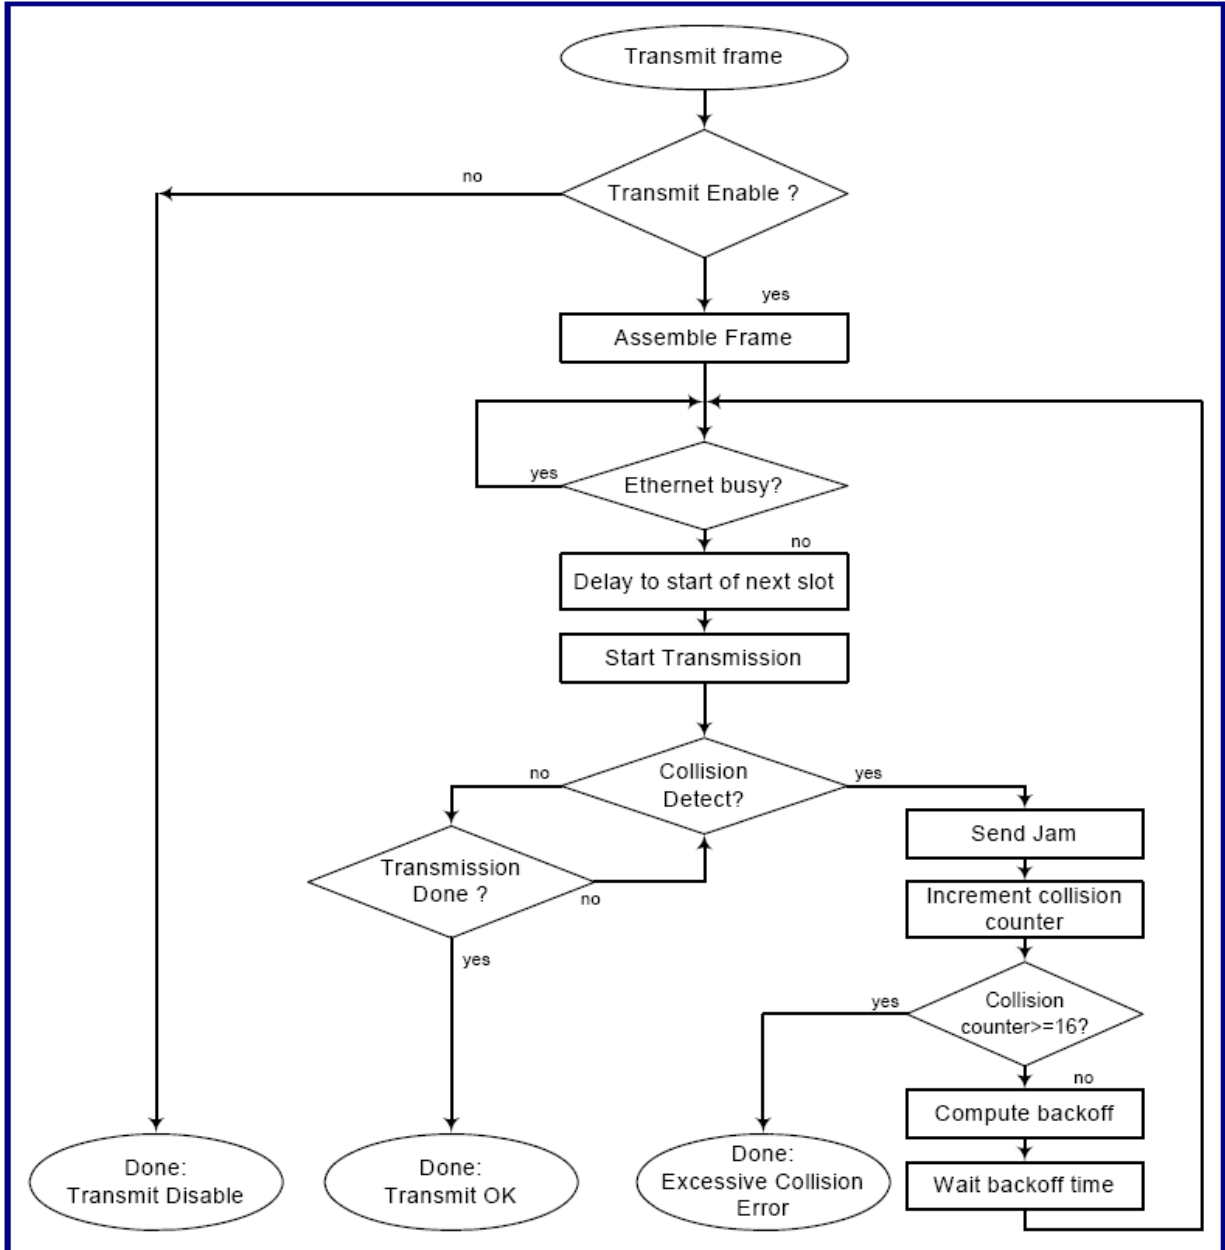 Transmit frame
no
Transmit Enable ?
yes
Assemble Frame
yes
Ethernet busy?
no
Delay to start of next slot
Start Transmission
no
Collision
Detect?
yes
Send Jam
Transmission
Done ?
no
Increment collision
counter
yes
yes
Collision
counter>=16?
no
Compute backoff
Done:
Transmit Disable
Done:
Transmit OK
Done:
Excessive Collision
Error
Wait backoff time